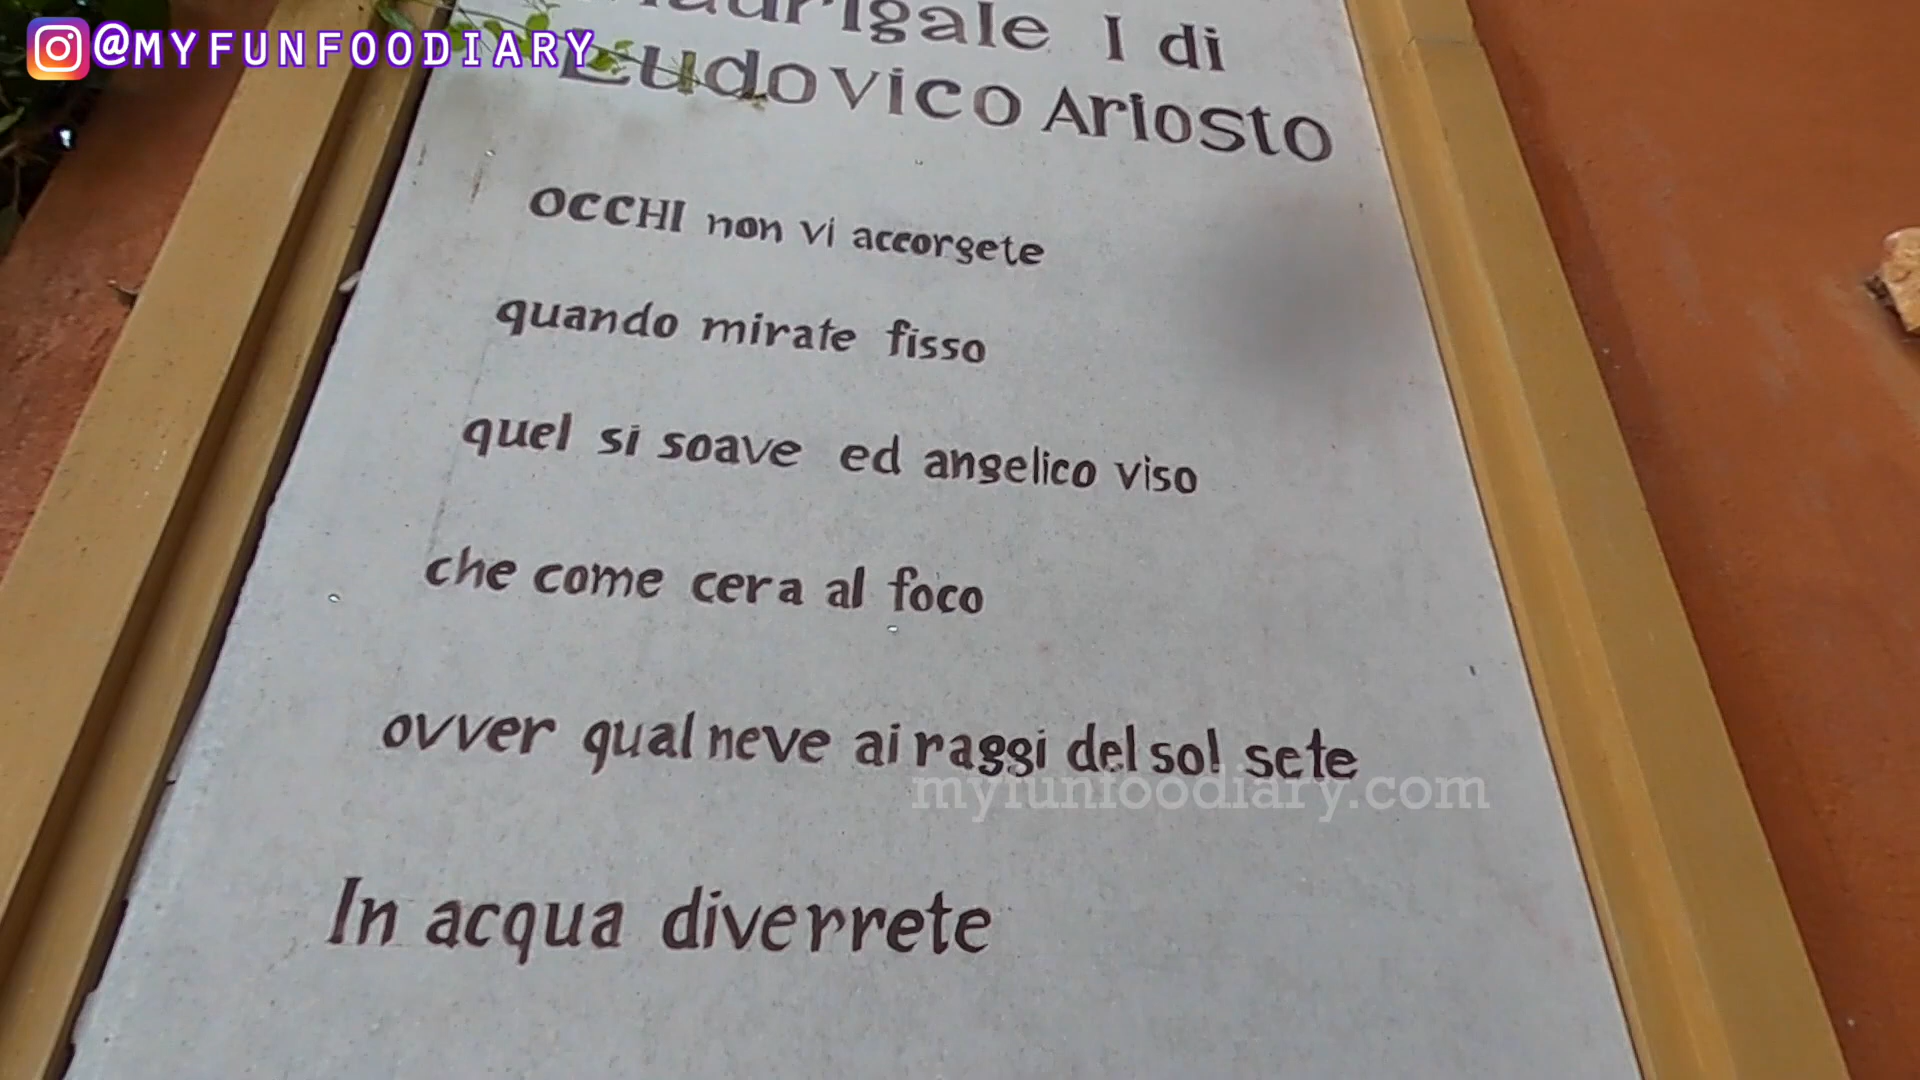 @MYFUNFOODIARY
Madrigale I di
Ludovico Ariosto
OCCHI non vi accorgete
quando mirate fisso
quel si soave ed angelico viso
che come cera al foco
ovver qual neve ai raggi del sol sete
myfunfoodiary.com
In acqua diverrete